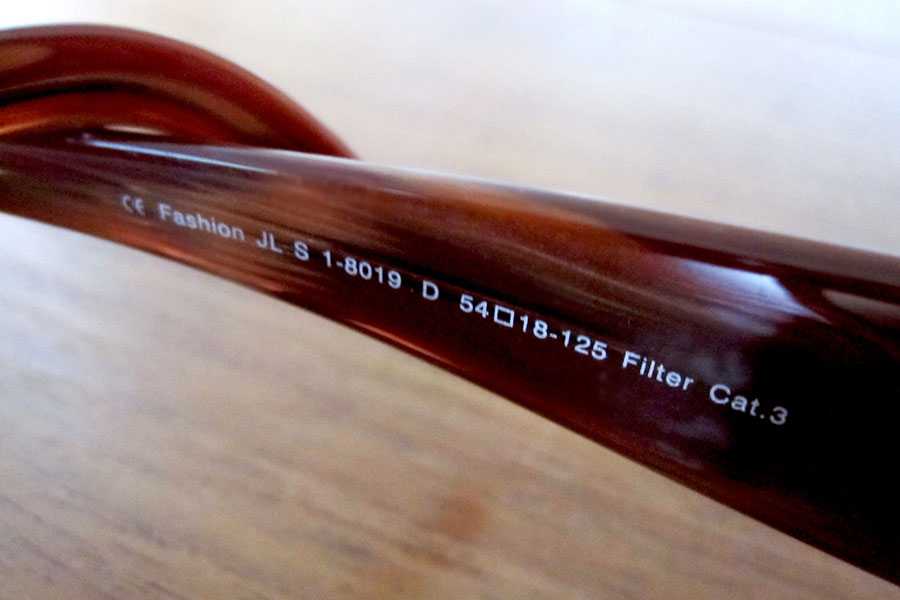 CE Fashion JL S 1-8019 D 54□18-125 Filter Cat.3